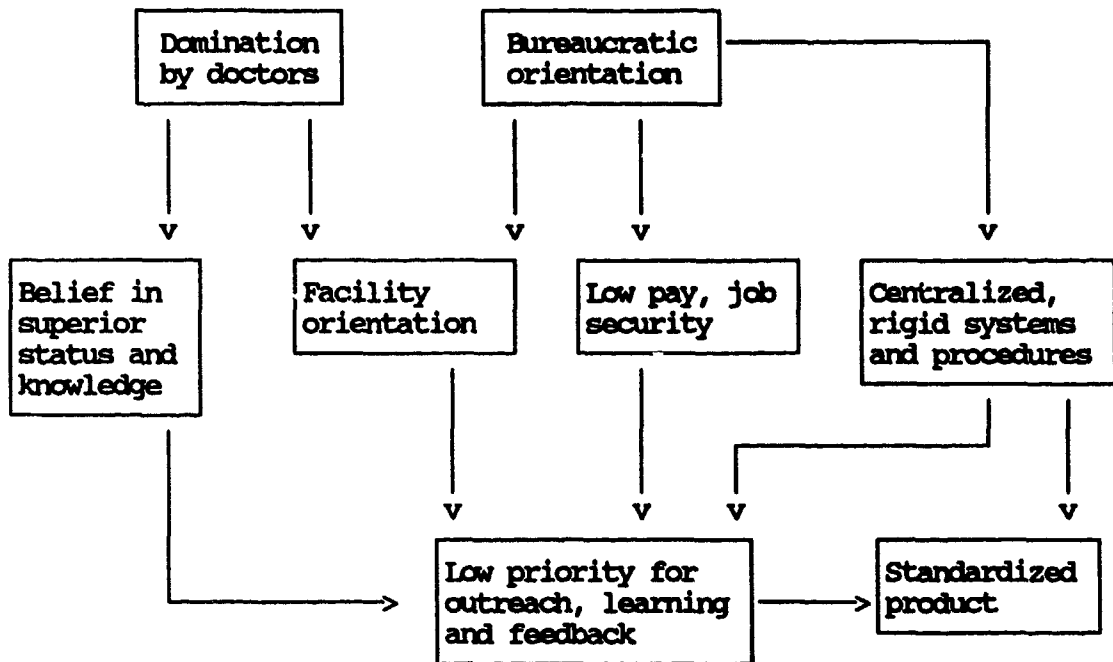 Domination
by doctors
Bureaucratic
orientation
Belief in
superior
status and
knowledge
Facility
orientation
Low pay, job
security
Centralized,
rigid systems
and procedures
Low priority for
outreach, learning
and feedback
Standardized
product